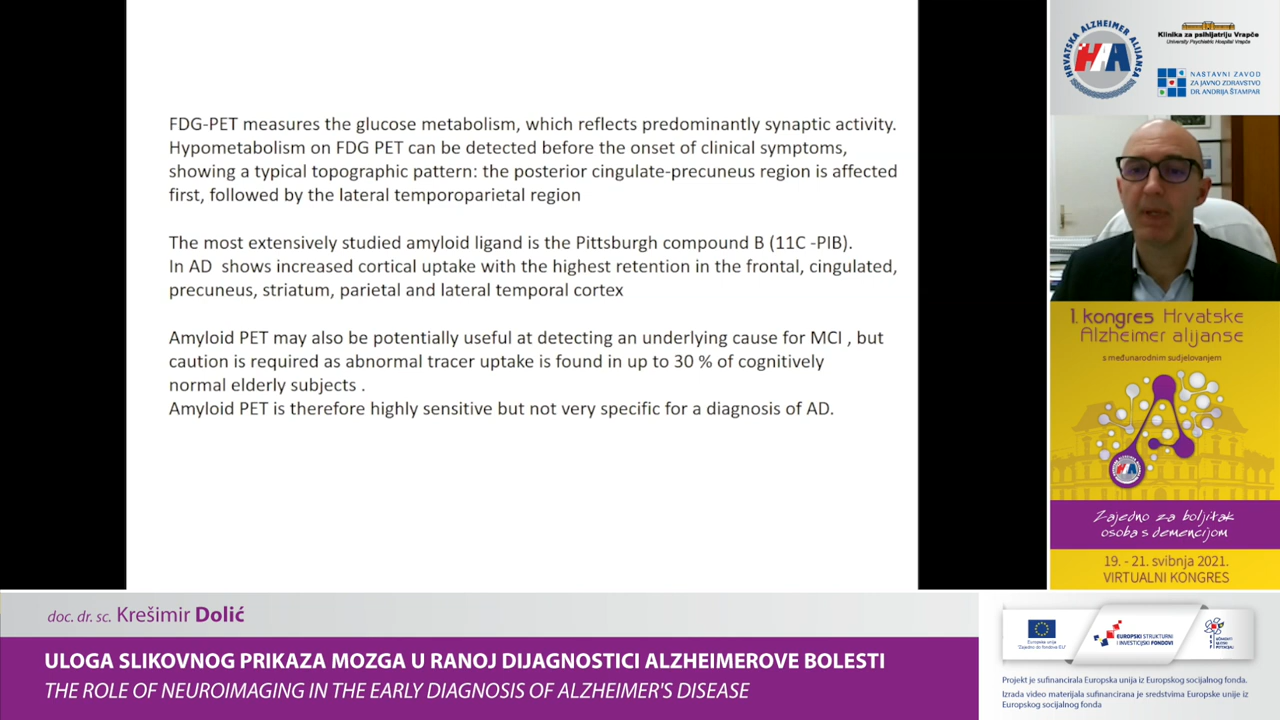 FDG-PET measures the glucose metabolism, which reflects predominantly synaptic activity.
Hypometabolism on FDG PET can be detected before the onset of clinical symptoms,
showing a typical topographic pattern: the posterior cingulate-precuneus region is affected
first, followed by the lateral temporoparietal region
The most extensively studied amyloid ligand is the Pittsburgh compound B (11C -PIB).
In AD shows increased cortical uptake with the highest retention in the frontal, cingulated,
precuneus, striatum, parietal and lateral temporal cortex
Amyloid PET may also be potentially useful at detecting an underlying cause for MCI , but
caution is required as abnormal tracer uptake is found in up to 30 % of cognitively
normal elderly subjects .
Amyloid PET is therefore highly sensitive but not very specific for a diagnosis of AD.
HRVATSKA ALZHEIMER ALIJANSA
HAA
Klinika za psihijatriju Vrapče
University Psychiatric Hospital Vrapče
NASTAVNI ZAVOD
ZA JAVNO ZDRAVSTVO
DR. ANDRIJA ŠTAMPAR
1. kongres Hrvatske
Alzheimer alijanse
s međunarodnim sudjelovanjem
Zajedno za boljitak
osoba s demencijom
19. - 21. svibnja 2021.
VIRTUALNI KONGRES
doc. dr. sc. Krešimir Dolić
ULOGA SLIKOVNOG PRIKAZA MOZGA U RANOJ DIJAGNOSTICI ALZHEIMEROVE BOLESTI
THE ROLE OF NEUROIMAGING IN THE EARLY DIAGNOSIS OF ALZHEIMER'S DISEASE
Europska unija
"Zajedno do fondova EU"
EUROPSKI STRUKTURNI
I INVESTICIJSKI FONDOVI
Projekt je sufinancirala Europska unija iz Europskog socijalnog fonda.
Izrada video materijala sufinancirana je sredstvima Europske unije iz
Europskog socijalnog fonda